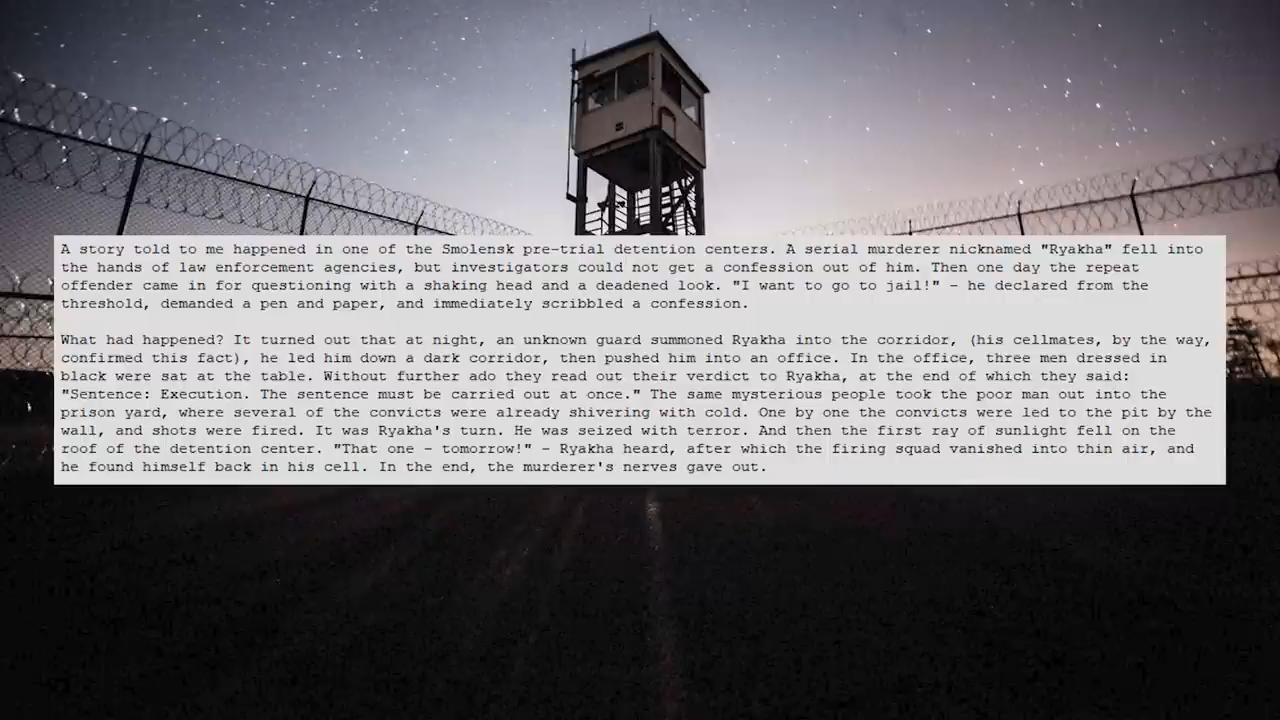 A story told to me happened in one of the Smolensk pre-trial detention centers. A serial murderer nicknamed "Ryakha" fell into
the hands of law enforcement agencies, but investigators could not get a confession out of him. Then one day the repeat
offender came in for questioning with a shaking head and a deadened look. "I want to go to jail!" - he declared from the
threshold, demanded a pen and paper, and immediately scribbled a confession.
What had happened? It turned out that at night, an unknown guard summoned Ryakha into the corridor, (his cellmates, by the way,
confirmed this fact), he led him down a dark corridor, then pushed him into an office. In the office, three men dressed in
black were sat at the table. Without further ado they read out their verdict to Ryakha, at the end of which they said:
"Sentence: Execution. The sentence must be carried out at once." The same mysterious people took the poor man out into the
prison yard, where several of the convicts were already shivering with cold. One by one the convicts were led to the pit by the
wall, and shots were fired. It was Ryakha's turn. He was seized with terror. And then the first ray of sunlight fell on the
roof of the detention center. "That one - tomorrow!" - Ryakha heard, after which the firing squad vanished into thin air, and
he found himself back in his cell. In the end, the murderer's nerves gave out.